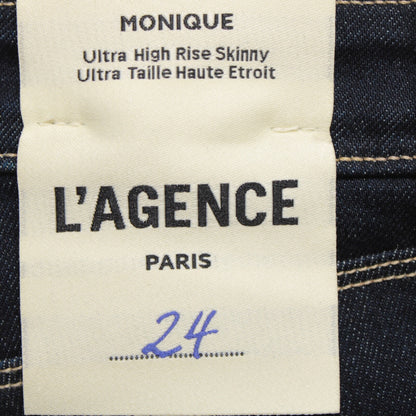 MONIQUE
Ultra High Rise Skinny
Ultra Taille Haute Etroit
L'AGENCE
PARIS
24